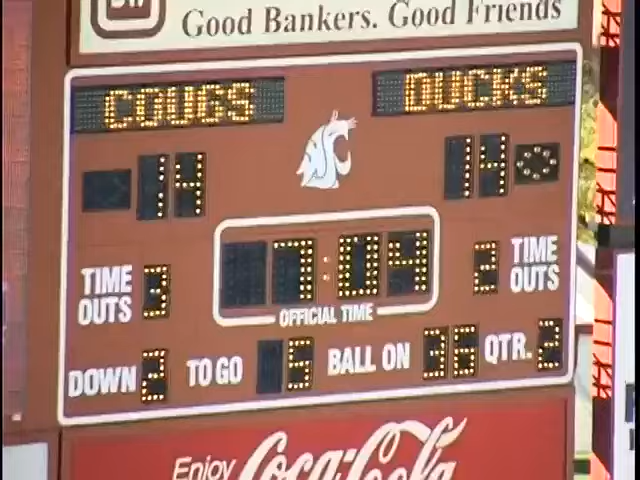 Good Bankers. Good Friends
COUGS DUCKS
14 14
7:04
TIME OUTS 3 2 TIME OUTS
OFFICIAL TIME
DOWN 2 TO GO 5 BALL ON 36 QTR. 2
Enjoy Coca-Cola